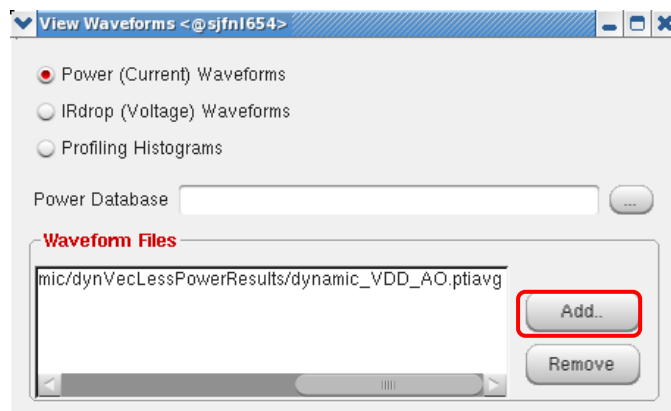 View Waveforms <@sjfnl654>
Power (Current) Waveforms
IRdrop (Voltage) Waveforms
Profiling Histograms
Power Database
...
Waveform Files
mic/dynVecLessPowerResults/dynamic_VDD_AO.ptiavg
Add..
Remove